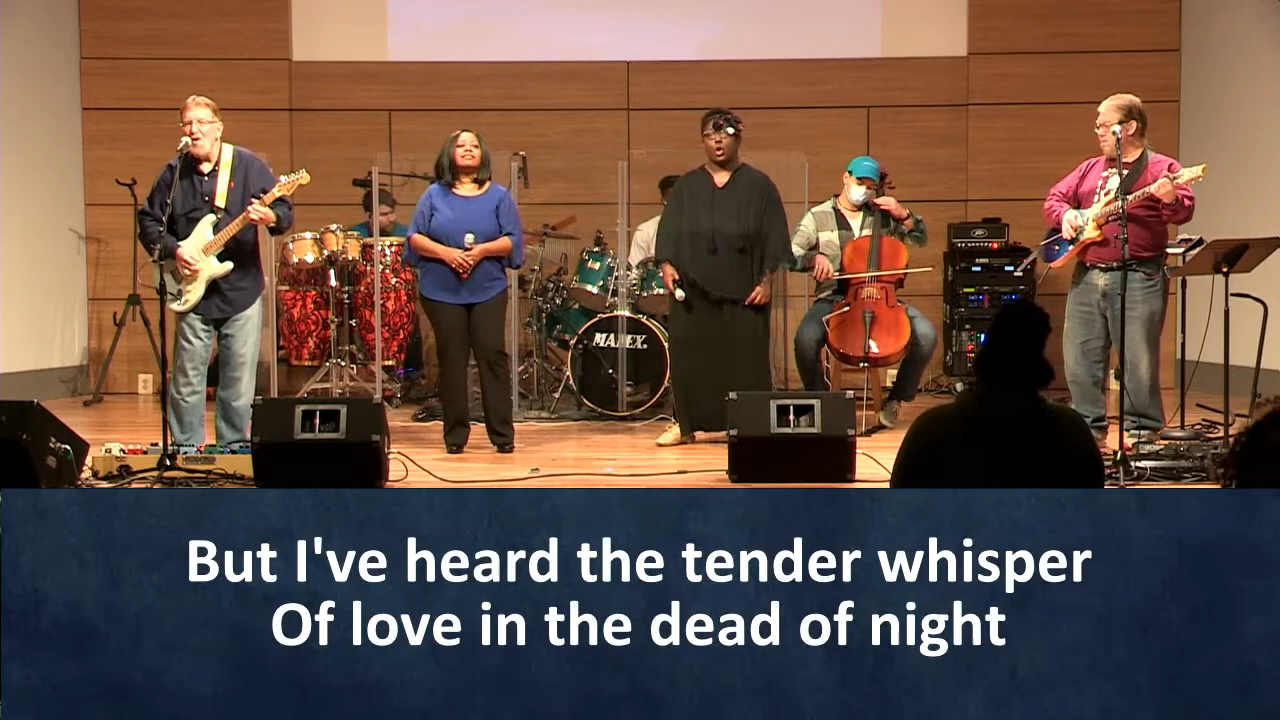 MAPEX.
But I've heard the tender whisper
Of love in the dead of night